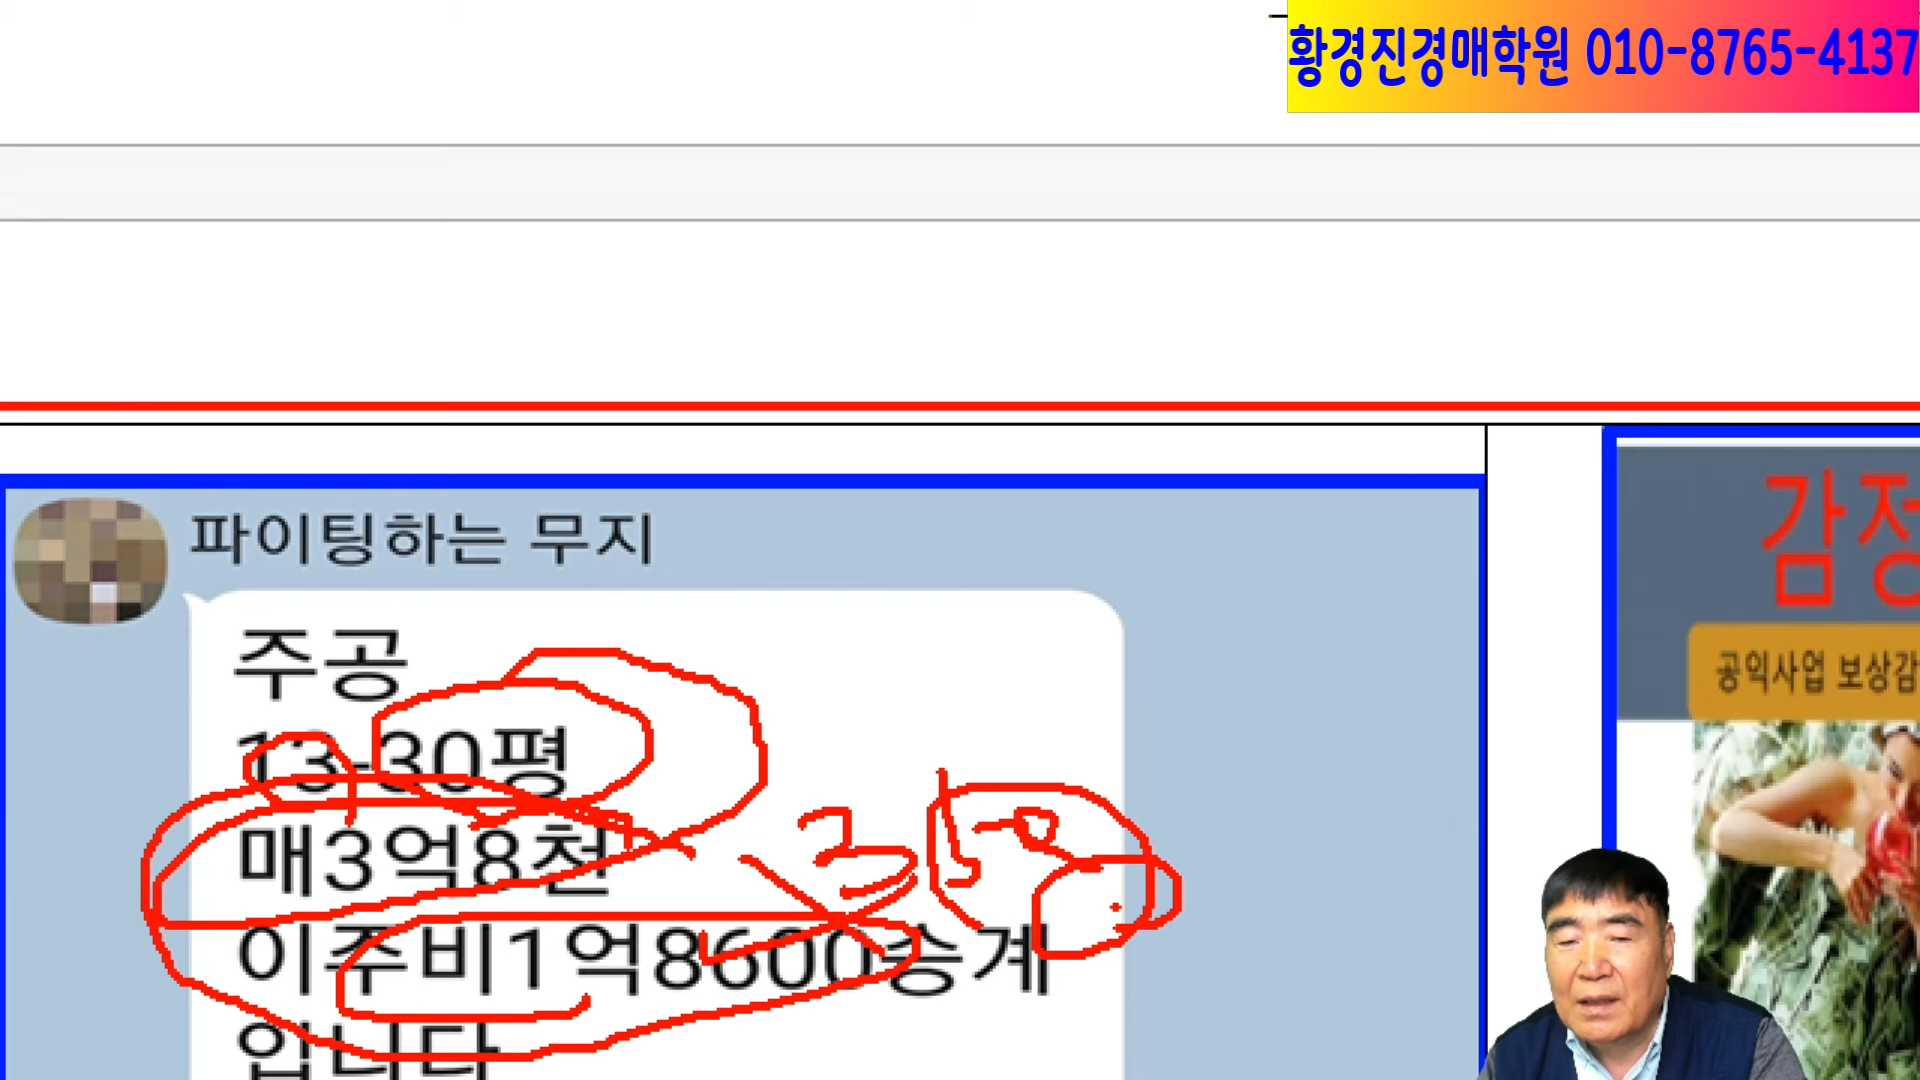 황경진경매학원 010-8765-4137
파이팅하는 무지
주공
13-30평
매3억8천
이주비1억8600승계
입니다
감정
공익사업 보상감